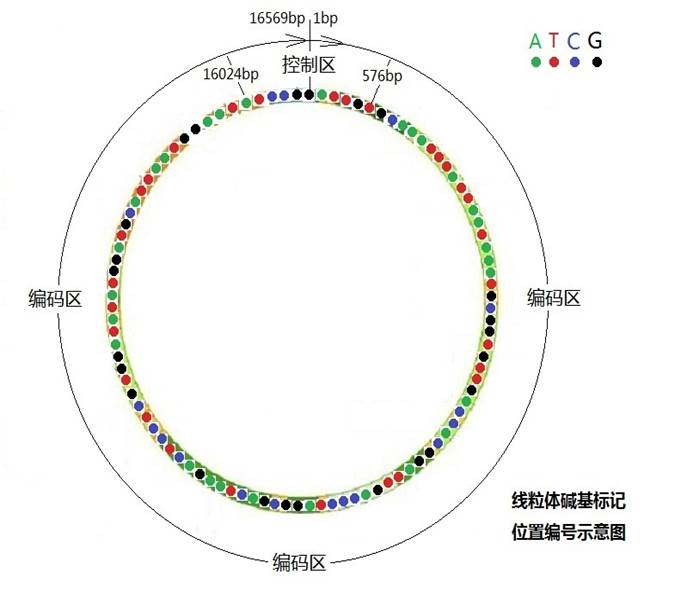 16569bp 1bp
A T C G
控制区
16024bp 576bp
编码区 编码区
线粒体碱基标记
位置编号示意图
编码区